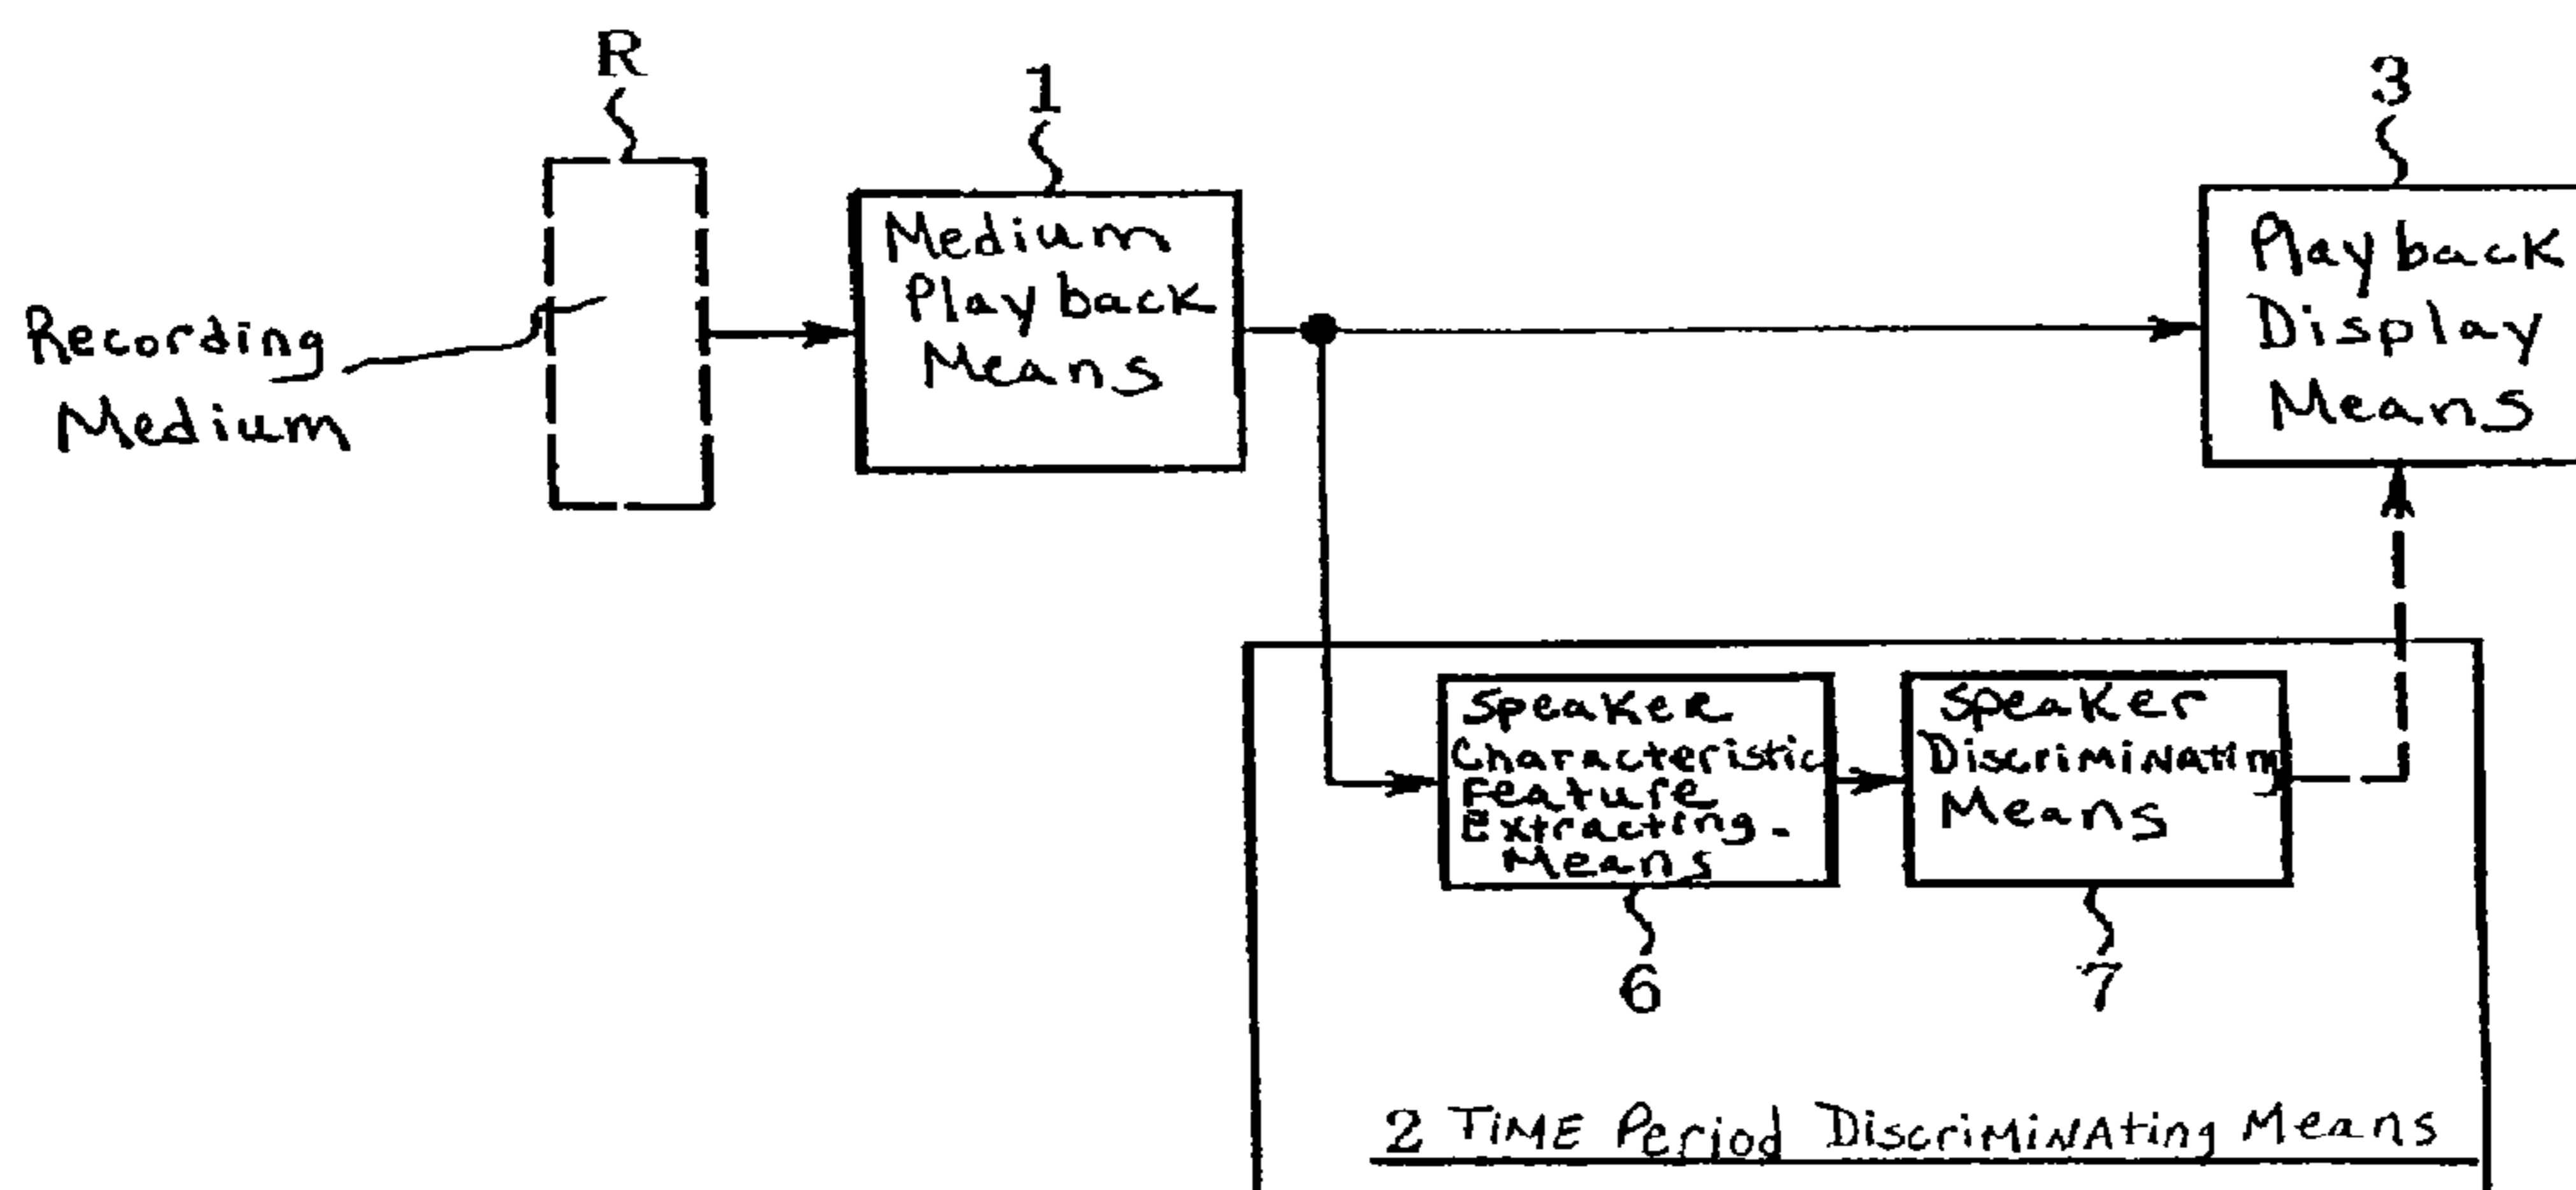 R
1
3
Recording
Medium
Medium
Playback
Means
Playback
Display
Means
Speaker
Characteristic
Feature
Extracting
Means
Speaker
Discriminating
Means
6
7
2 TIME Period Discriminating Means